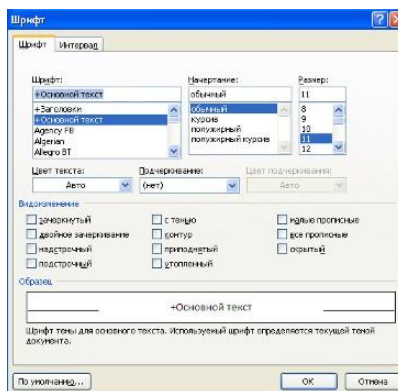 Шрифт
Шрифт Интервал
Шрифт: Начертание: Размер:
+Основной текст обычный 11
+Заголовки обычный 8
+Основной текст курсив 9
Agency FB полужирный 10
Algerian полужирный курсив 11
Allegro BT 12
Цвет текста: Подчеркивание: Цвет подчеркивания:
Авто (нет) Авто
Видоизменение
зачеркнутый с тенью малые прописные
двойное зачеркивание контур все прописные
надстрочный приподнятый скрытый
подстрочный утопленный
Образец
+Основной текст
Шрифт темы для основного текста. Используемый шрифт определяется текущей темой
документа.
По умолчанию... ОК Отмена